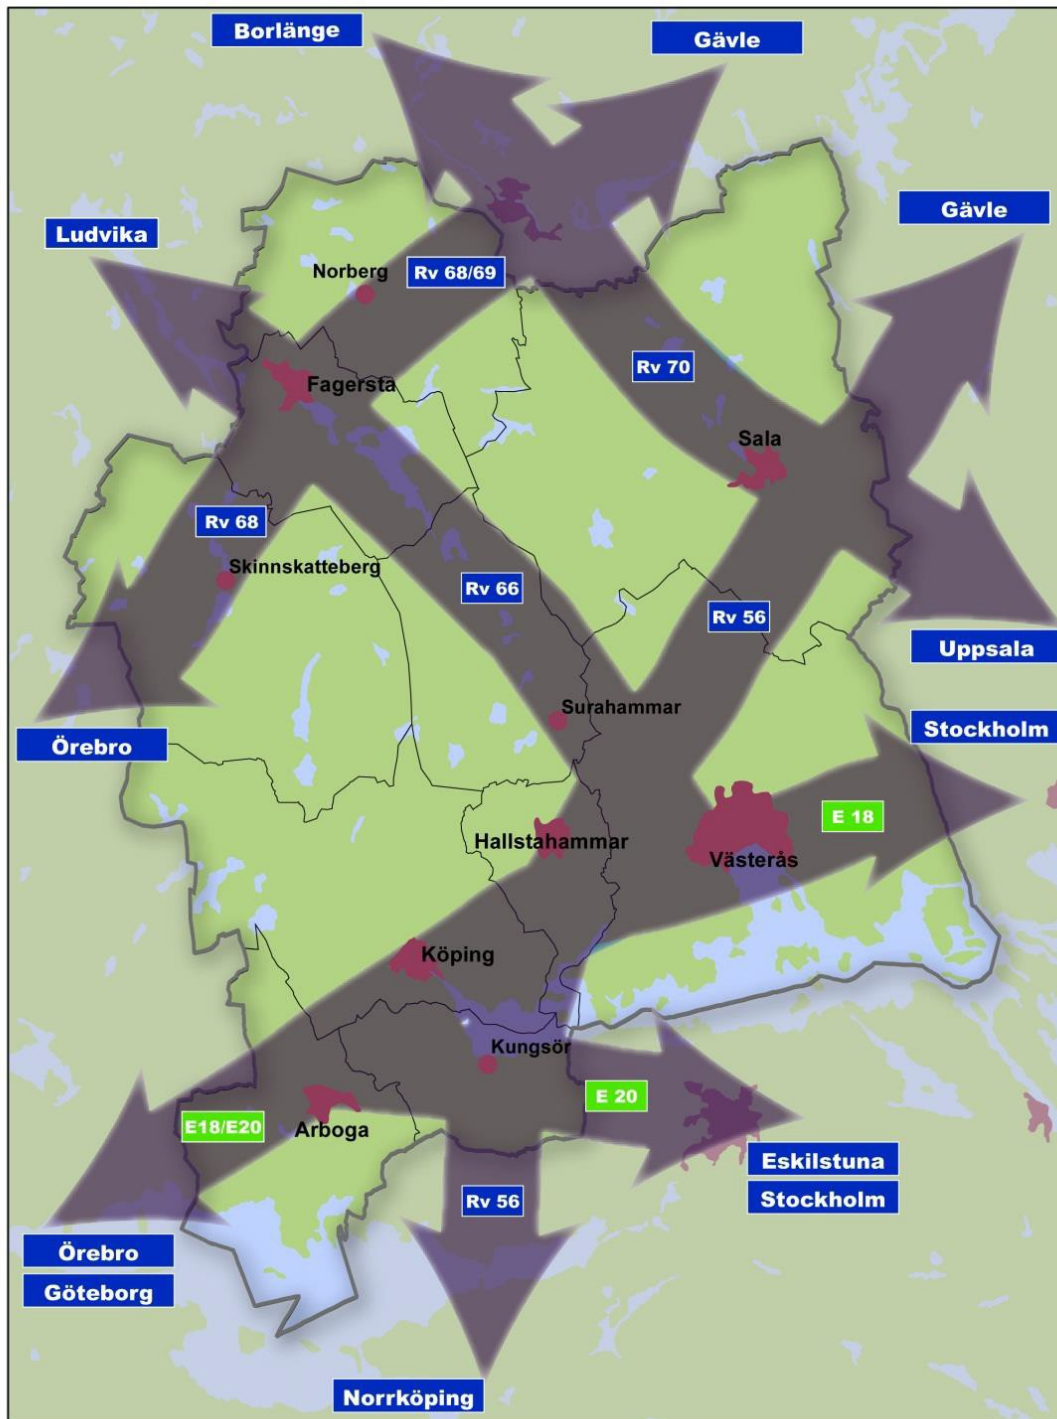 Borlänge
Gävle
Gävle
Ludvika
Norberg
Rv 68/69
Rv 70
Fagersta
Sala
Rv 68
Skinnskatteberg
Rv 66
Rv 56
Uppsala
Surahammar
Stockholm
Örebro
E 18
Hallstahammar
Västerås
Köping
Kungsör
E 20
E18/E20
Arboga
Eskilstuna
Stockholm
Rv 56
Örebro
Göteborg
Norrköping